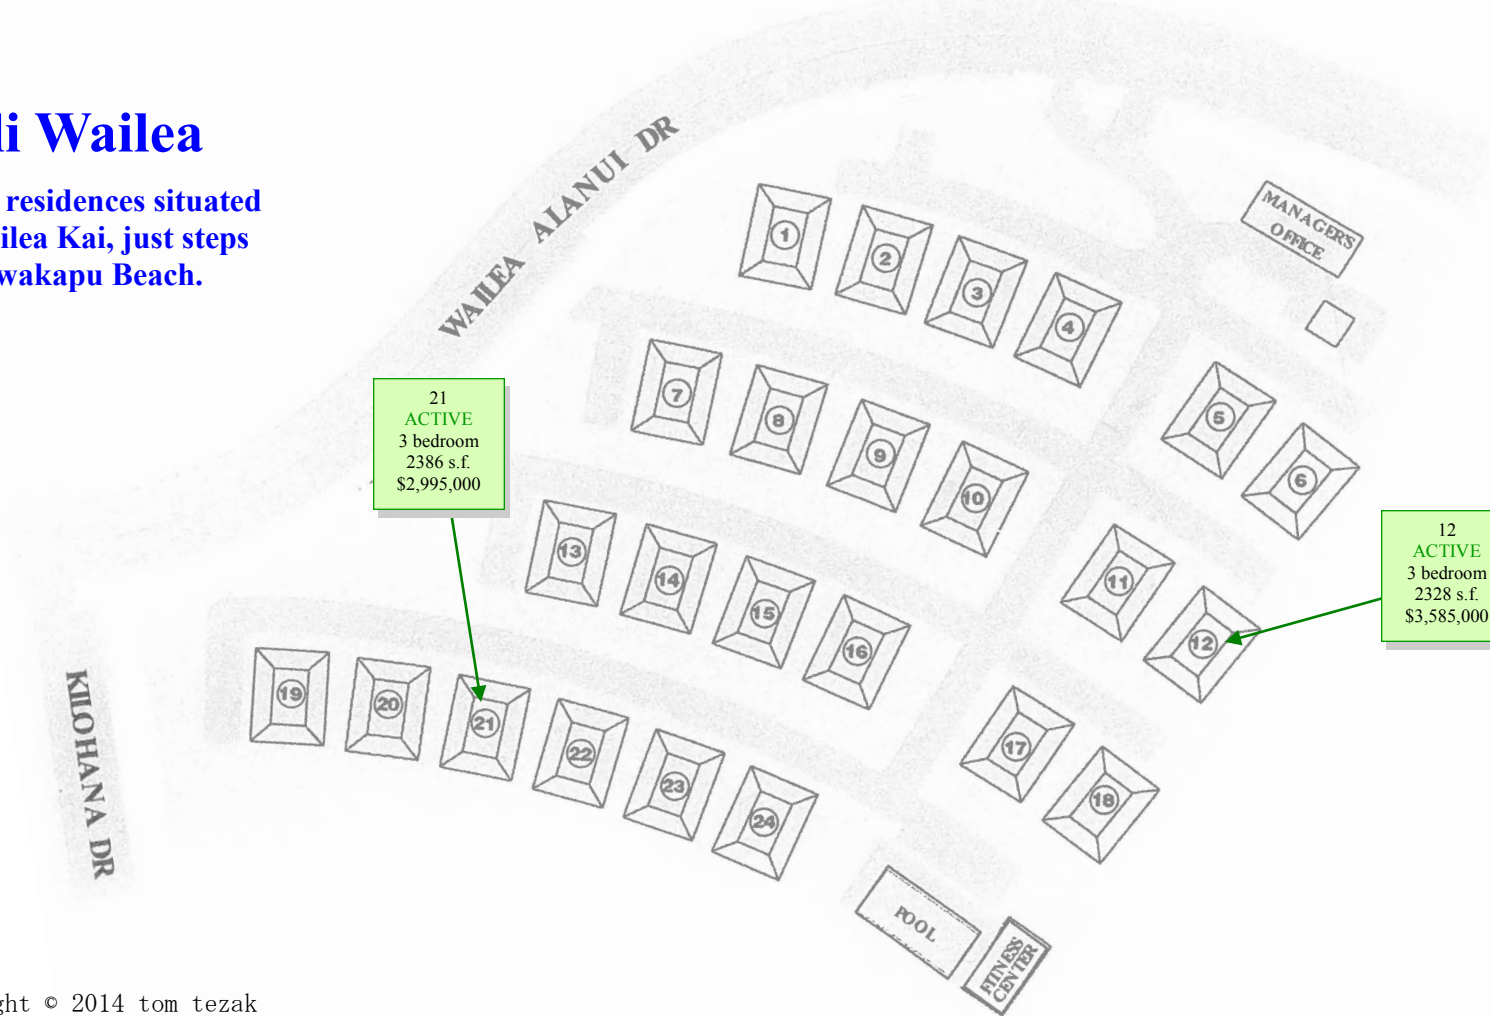 li Wailea
residences situated
ilea Kai, just steps
wakapu Beach.
WAILEA ALANUI DR
MANAGER'S
OFFICE
1
2
3
4
5
6
7
8
9
10
11
12
13
14
15
16
17
18
19
20
21
22
23
24
21
ACTIVE
3 bedroom
2386 s.f.
$2,995,000
12
ACTIVE
3 bedroom
2328 s.f.
$3,585,000
KILOHANA DR
POOL
FITNESS
CENTER
ght © 2014 tom tezak